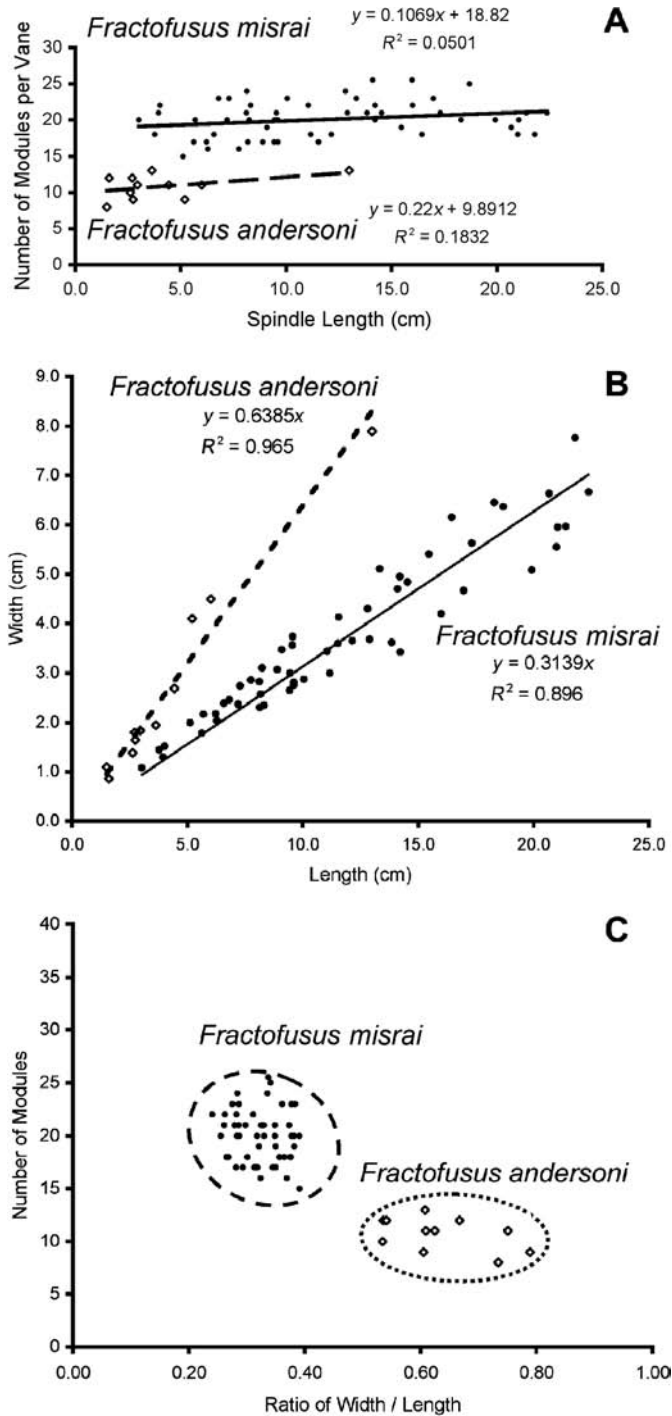 Fractofusus misrai
y = 0.1069x + 18.82
R² = 0.0501
A
Number of Modules per Vane
30
25
20
15
10
5
0
Fractofusus andersoni
y = 0.22x + 9.8912
R² = 0.1832
0.0 5.0 10.0 15.0 20.0 25.0
Spindle Length (cm)
B
Fractofusus andersoni
y = 0.6385x
R² = 0.965
Width (cm)
9.0
8.0
7.0
6.0
5.0
4.0
3.0
2.0
1.0
0.0
Fractofusus misrai
y = 0.3139x
R² = 0.896
0.0 5.0 10.0 15.0 20.0 25.0
Length (cm)
C
Number of Modules
40
35
30
25
20
15
10
5
0
Fractofusus misrai
Fractofusus andersoni
0.00 0.20 0.40 0.60 0.80 1.00
Ratio of Width / Length